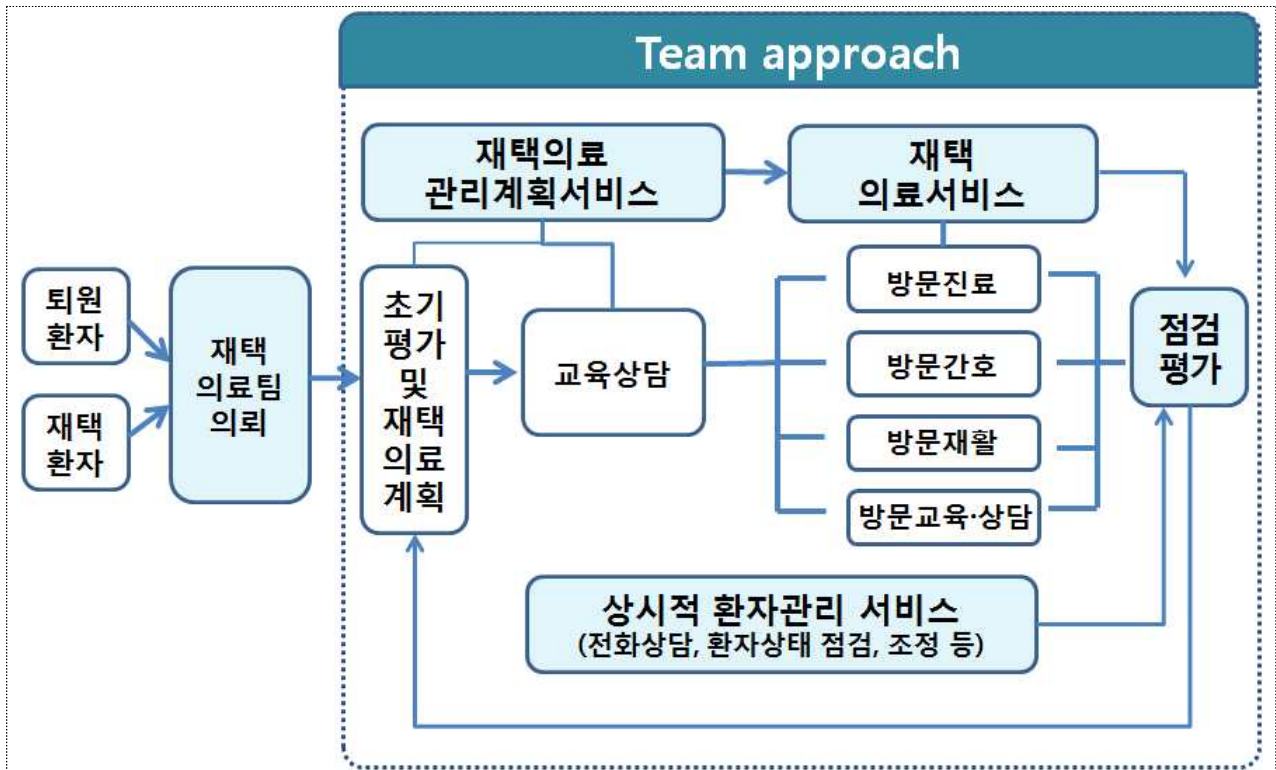 Team approach
재택의료
관리계획서비스
재택
의료서비스
퇴원
환자
재택
환자
재택
의료팀
의뢰
초기
평가
및
재택
의료
계획
교육상담
방문진료
방문간호
방문재활
방문교육·상담
점검
평가
상시적 환자관리 서비스
(전화상담, 환자상태 점검, 조정 등)